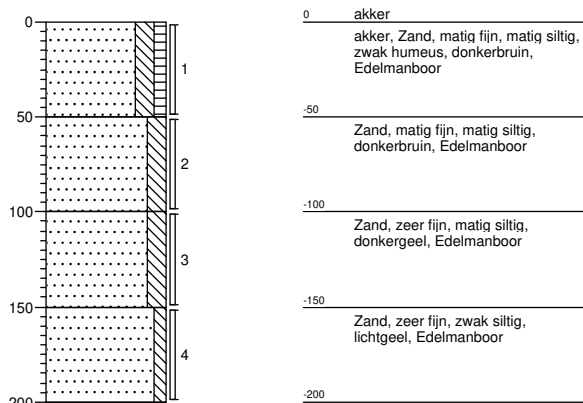 0
50
100
150
200
1
2
3
4
0
akker
akker, Zand, matig fijn, matig siltig,
zwak humeus, donkerbruin,
Edelmanboor
-50
Zand, matig fijn, matig siltig,
donkerbruin, Edelmanboor
-100
Zand, zeer fijn, matig siltig,
donkergeel, Edelmanboor
-150
Zand, zeer fijn, zwak siltig,
lichtgeel, Edelmanboor
-200